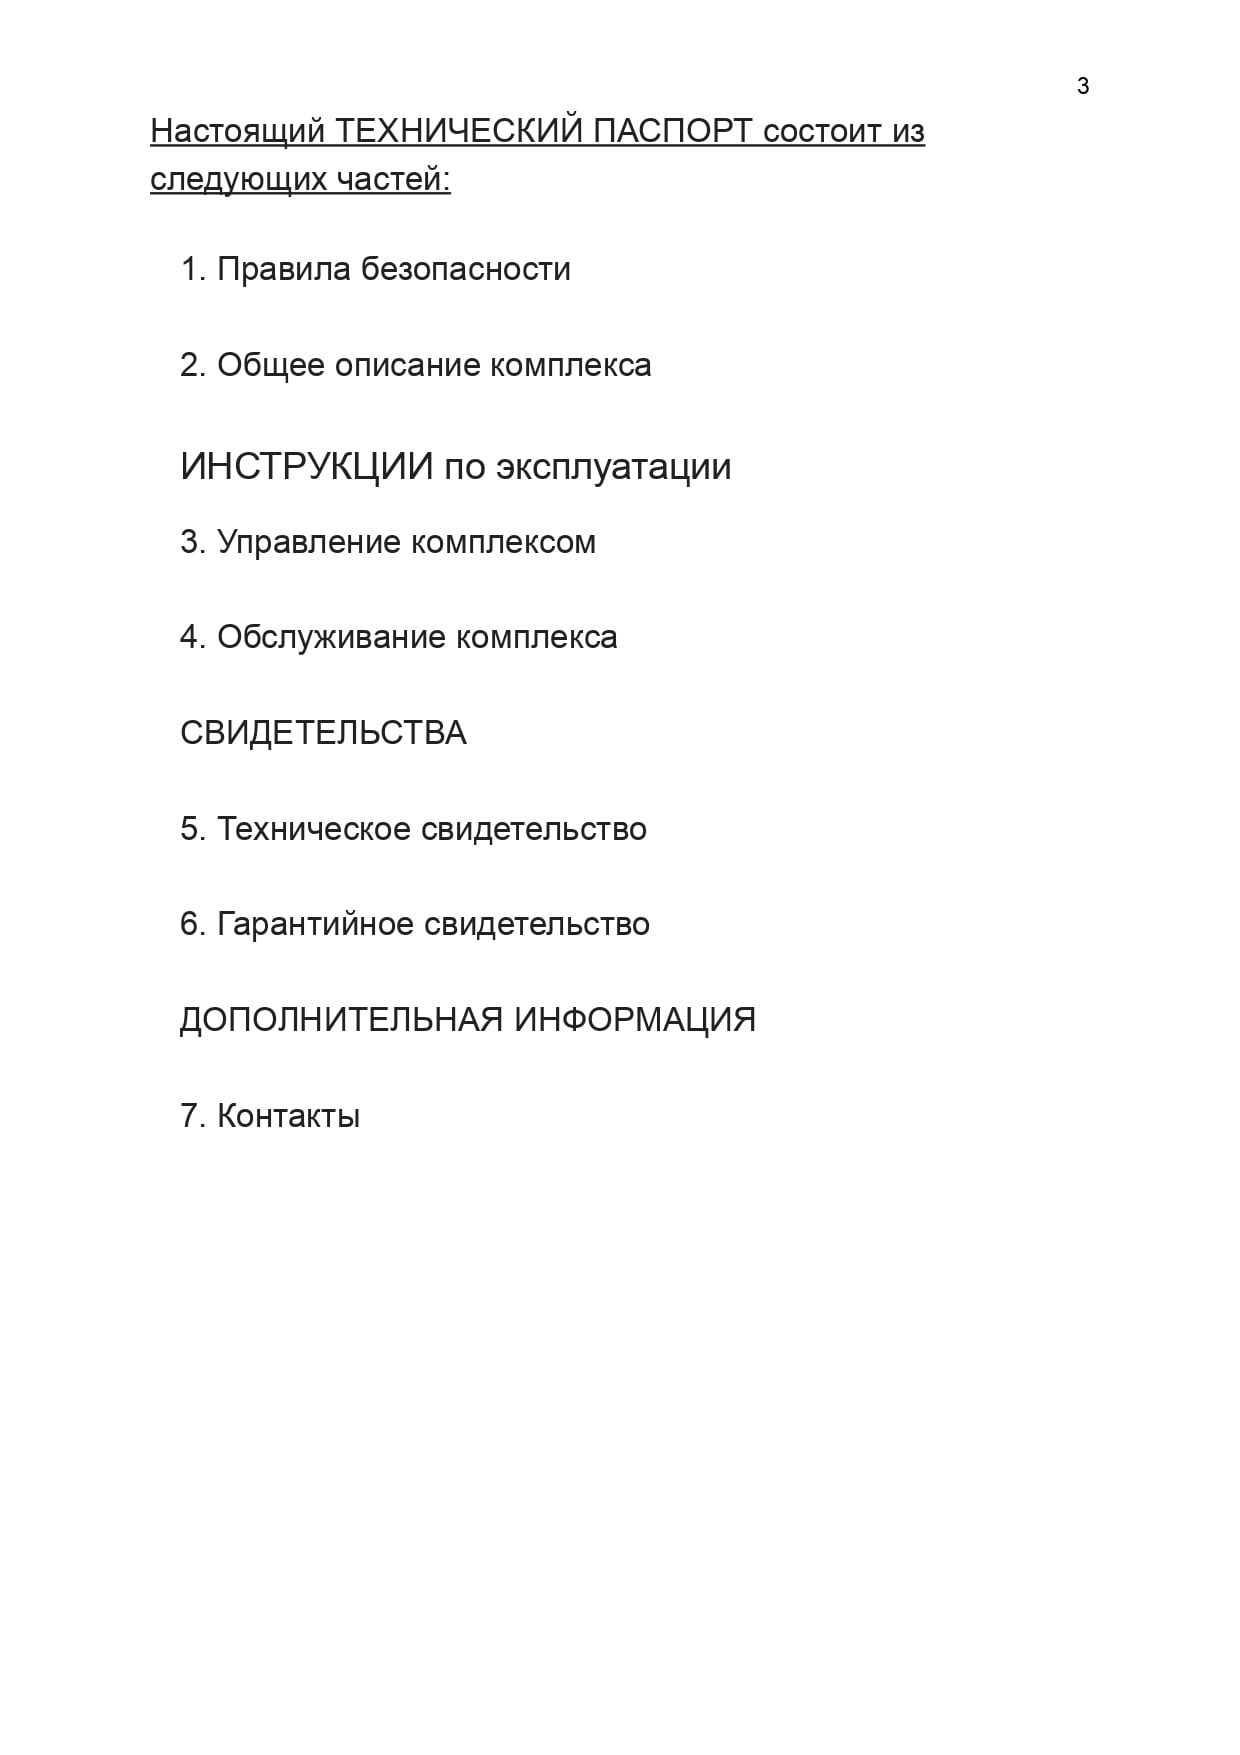 3
Настоящий ТЕХНИЧЕСКИЙ ПАСПОРТ состоит из
следующих частей:
1. Правила безопасности
2. Общее описание комплекса
ИНСТРУКЦИИ по эксплуатации
3. Управление комплексом
4. Обслуживание комплекса
СВИДЕТЕЛЬСТВА
5. Техническое свидетельство
6. Гарантийное свидетельство
ДОПОЛНИТЕЛЬНАЯ ИНФОРМАЦИЯ
7. Контакты